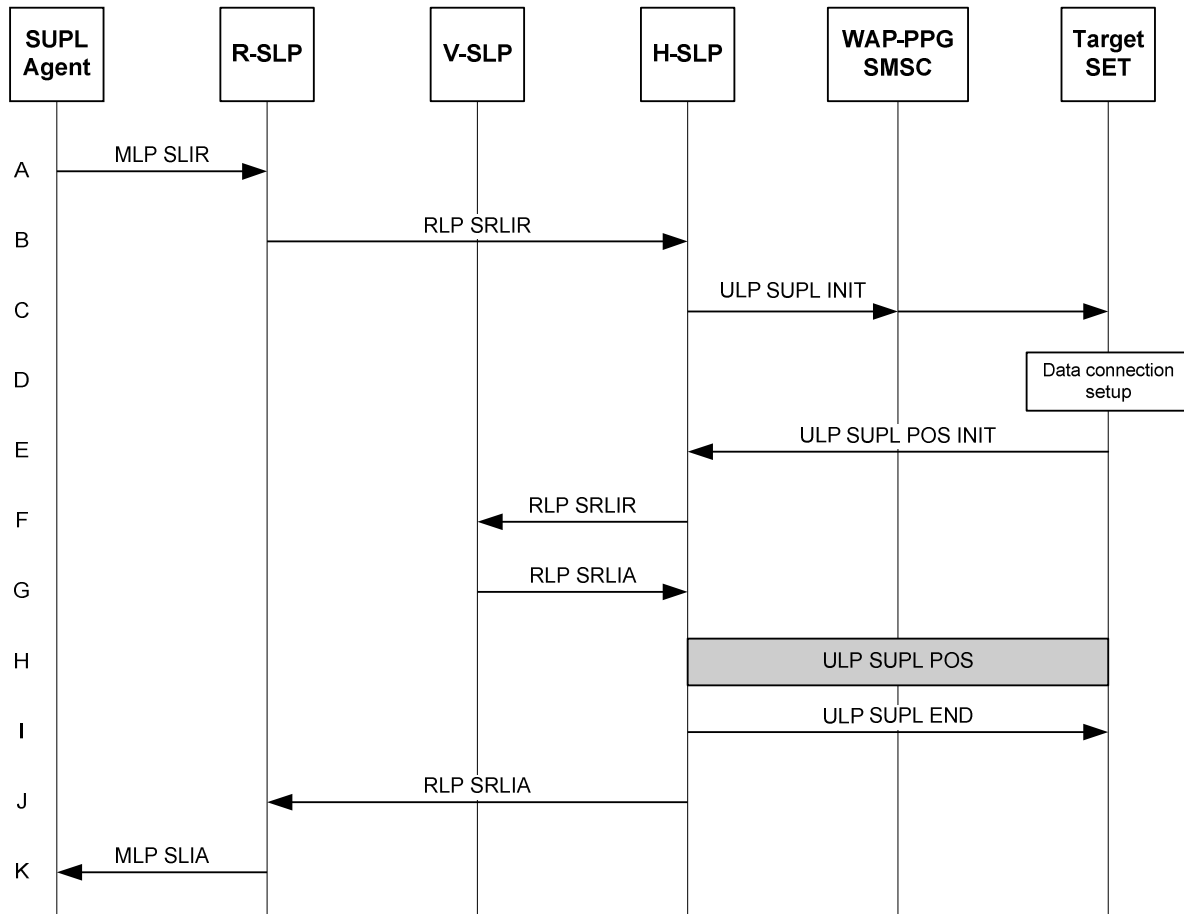 SUPL
Agent
R-SLP
V-SLP
H-SLP
WAP-PPG
SMSC
Target
SET
A
MLP SLIR
B
RLP SRLIR
C
ULP SUPL INIT
D
Data connection
setup
E
ULP SUPL POS INIT
F
RLP SRLIR
G
RLP SRLIA
H
ULP SUPL POS
I
ULP SUPL END
J
RLP SRLIA
K
MLP SLIA